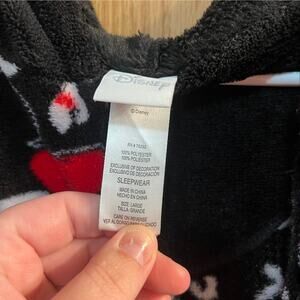 Disney
©Disney
100% POLYESTER
100% POLYESTER
EXCLUSIVE OF DECORATION
EXCLUSIVO DE DECORACIÓN
SLEEPWEAR
MADE IN CHINA
HECHO EN CHINA
SIZE: LARGE
TALLA: GRANDE
CARE ON REVERSE